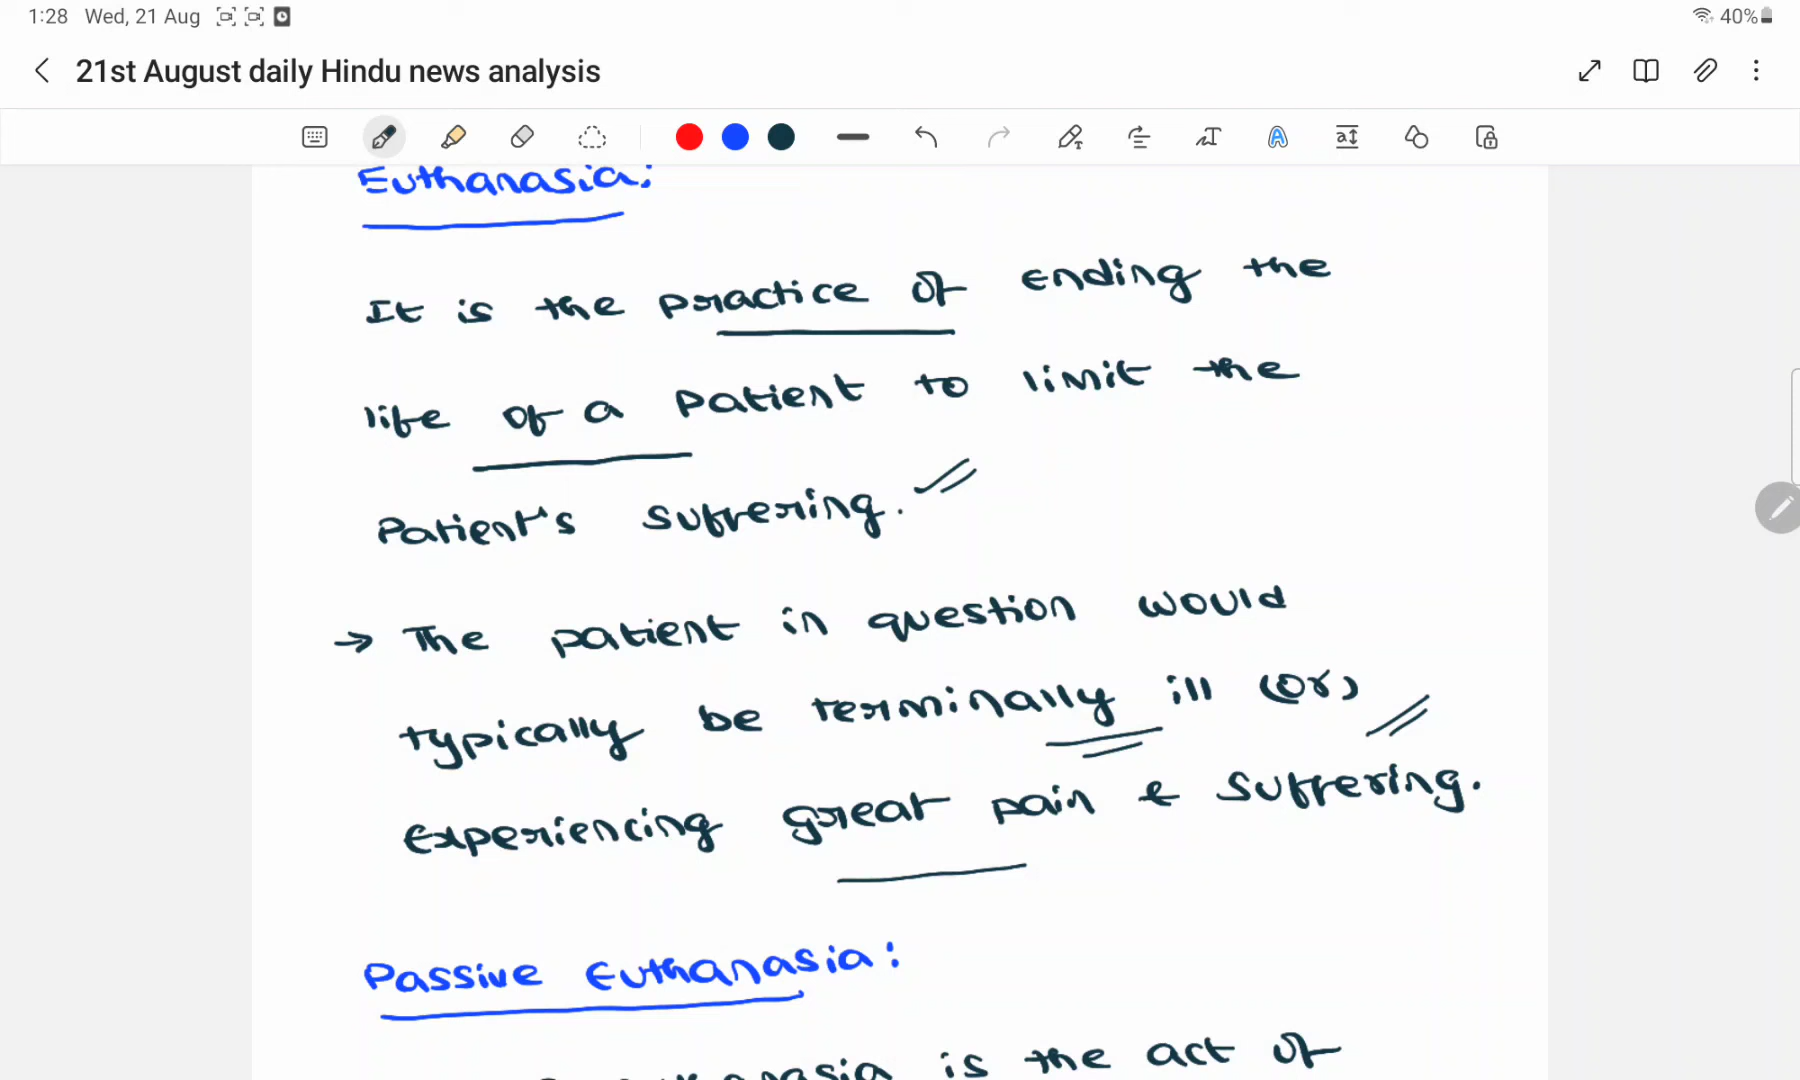 1:28 Wed, 21 Aug 40%
21st August daily Hindu news analysis
Euthanasia:
It is the practice of ending the
life of a patient to limit the
Patient's suffering.
→ The patient in question would
typically be terminally ill (or)
experiencing great pain & suffering.
Passive Euthanasia:
is the act of